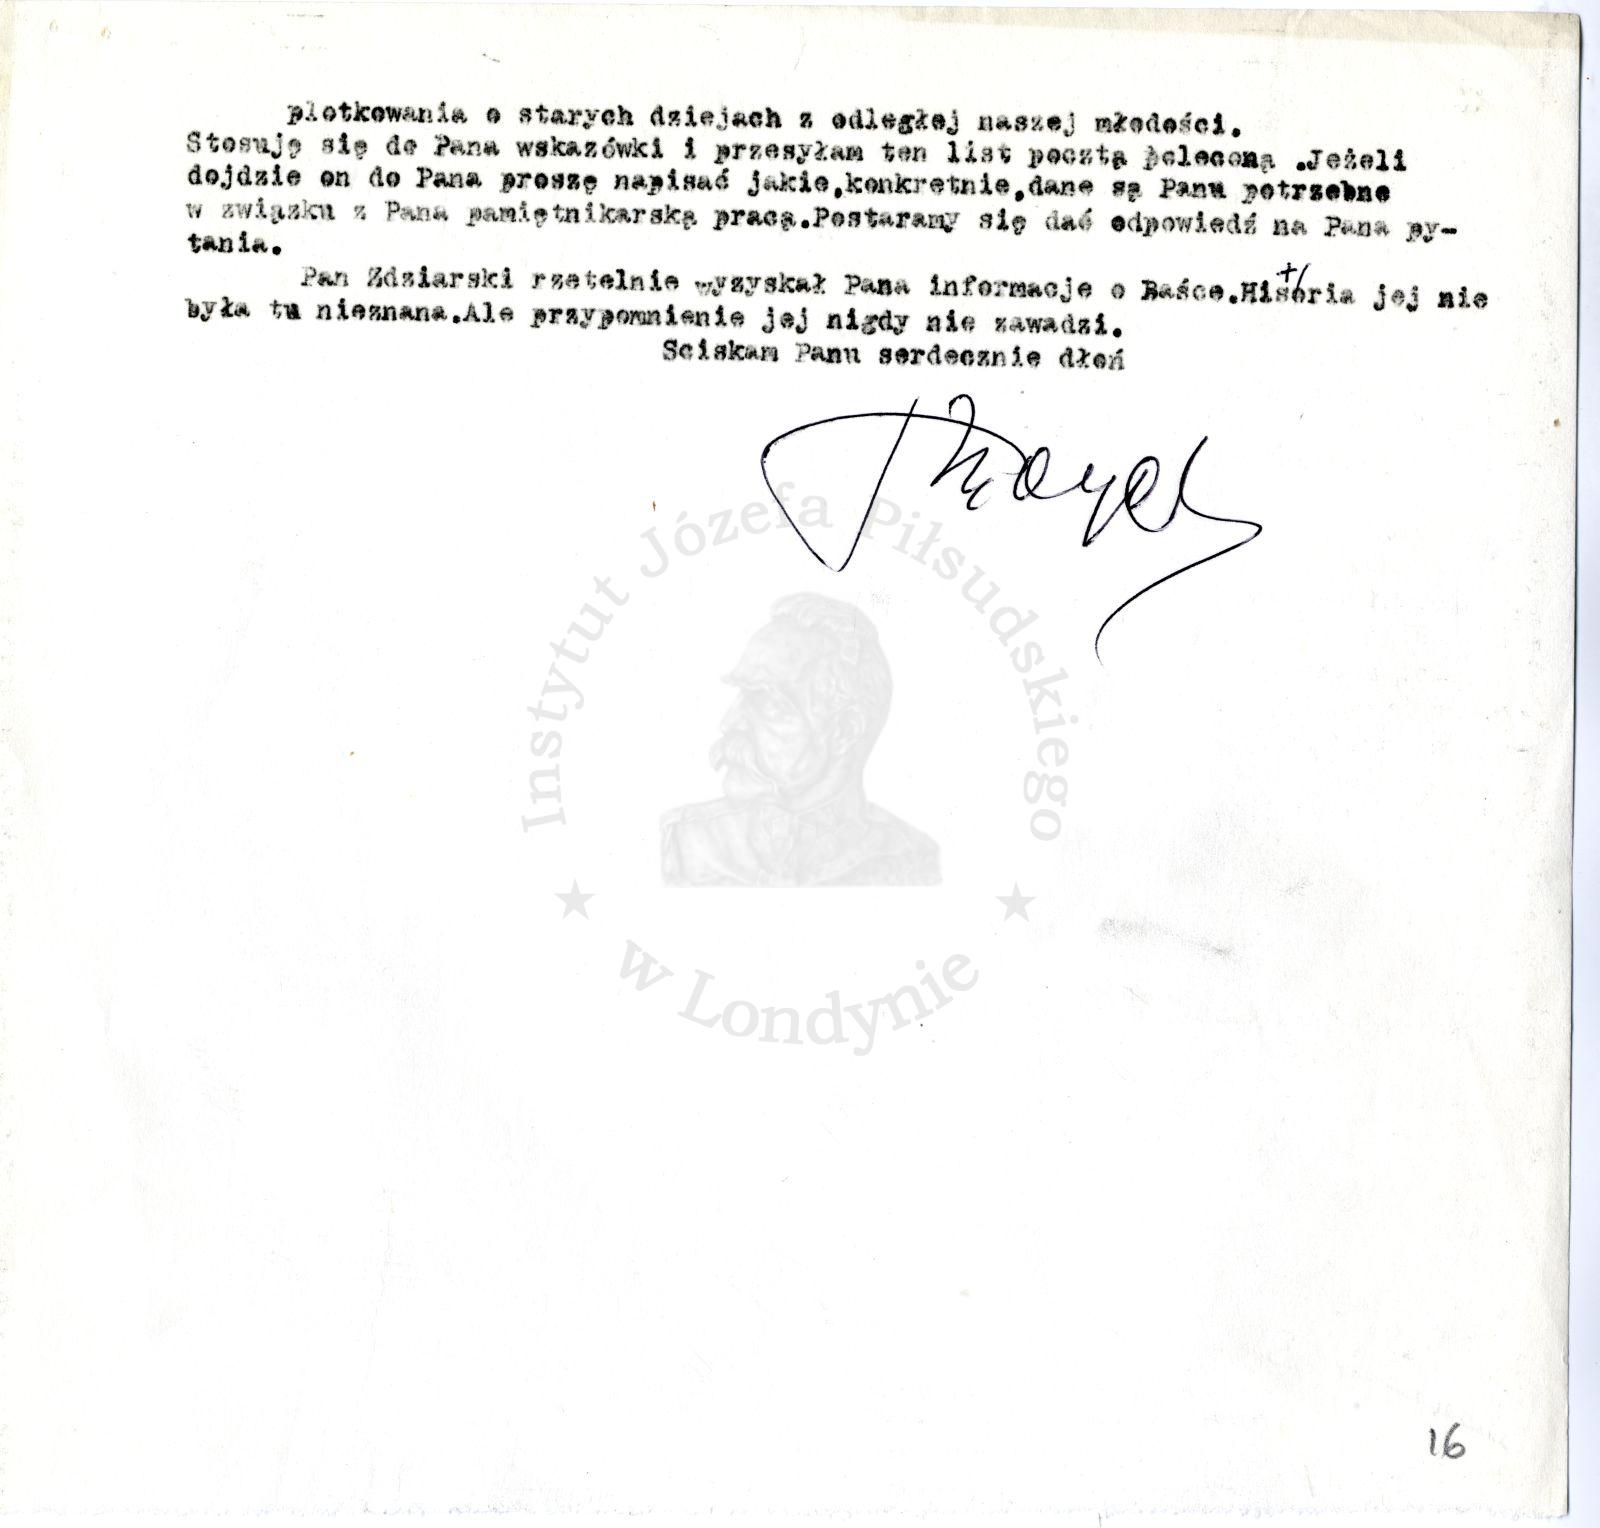 plotkowania o starych dziejach z odległej naszej młodości.
Stosuję się do Pana wskazówki i przesyłam ten list pocztą poleconą .Jeżeli
dojdzie on do Pana proszę napisać jakie,konkretnie,dane są Panu potrzebne
w związku z Pana pamiętnikarską pracą.Postaramy się dać odpowiedź na Pana py-
tania.
Pan Zdziarski rzetelnie wyzyskał Pana informacje o Baśce.Histori​a jej nie
była tu nieznana.Ale przypomnienie jej nigdy nie zawadzi.
Sciskam Panu serdecznie dłoń
Instytut Józefa Piłsudskiego
w Londynie
16